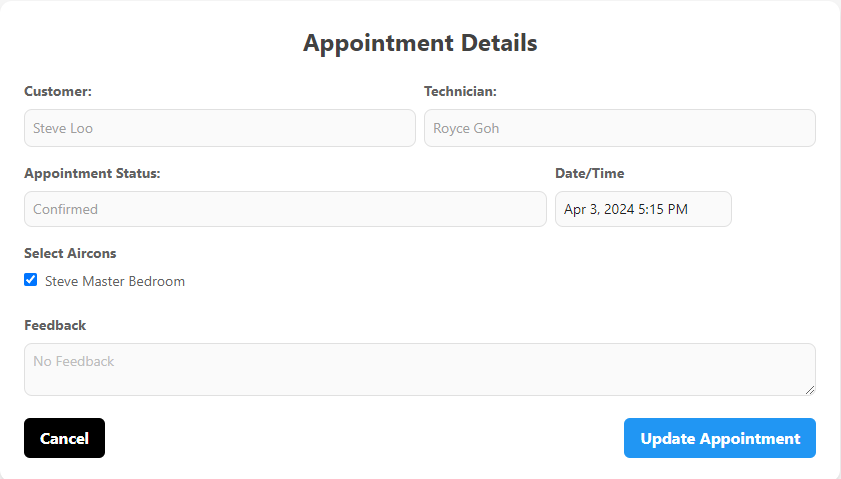 Appointment Details
Customer: Technician:
Steve Loo Royce Goh
Appointment Status: Date/Time
Confirmed Apr 3, 2024 5:15 PM
Select Aircons
Steve Master Bedroom
Feedback
No Feedback
Cancel Update Appointment